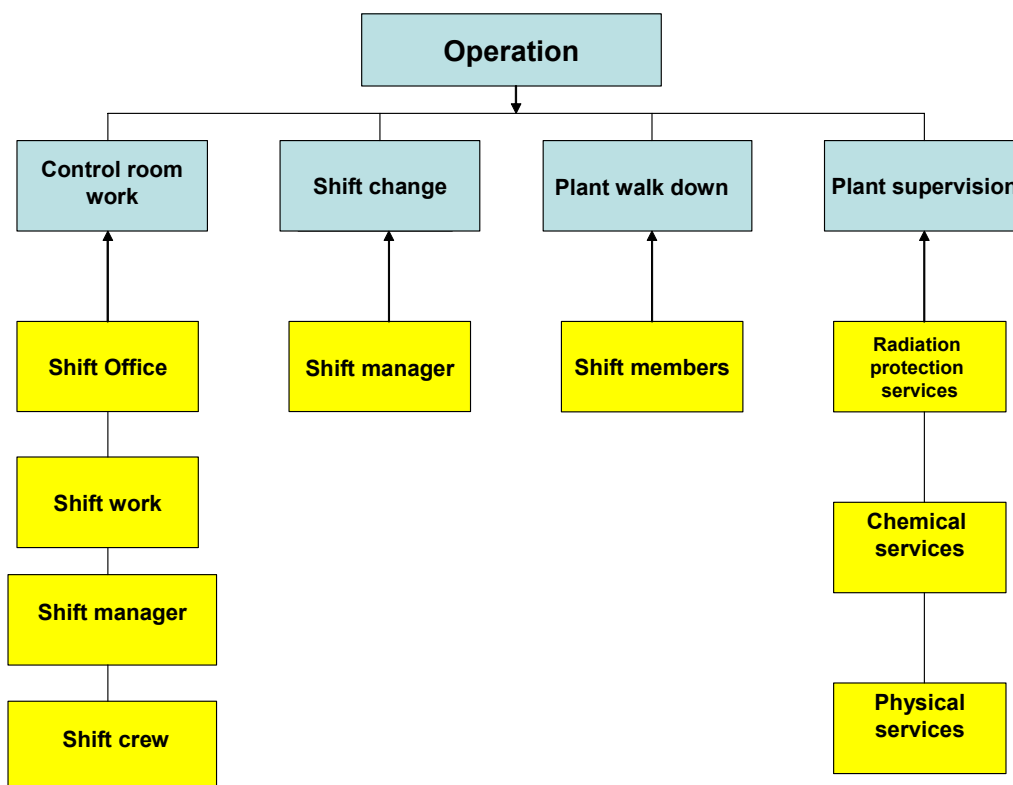 Operation
Control room
work
Shift change
Plant walk down
Plant supervision
Shift Office
Shift manager
Shift members
Radiation
protection
services
Shift work
Chemical
services
Shift manager
Physical
services
Shift crew